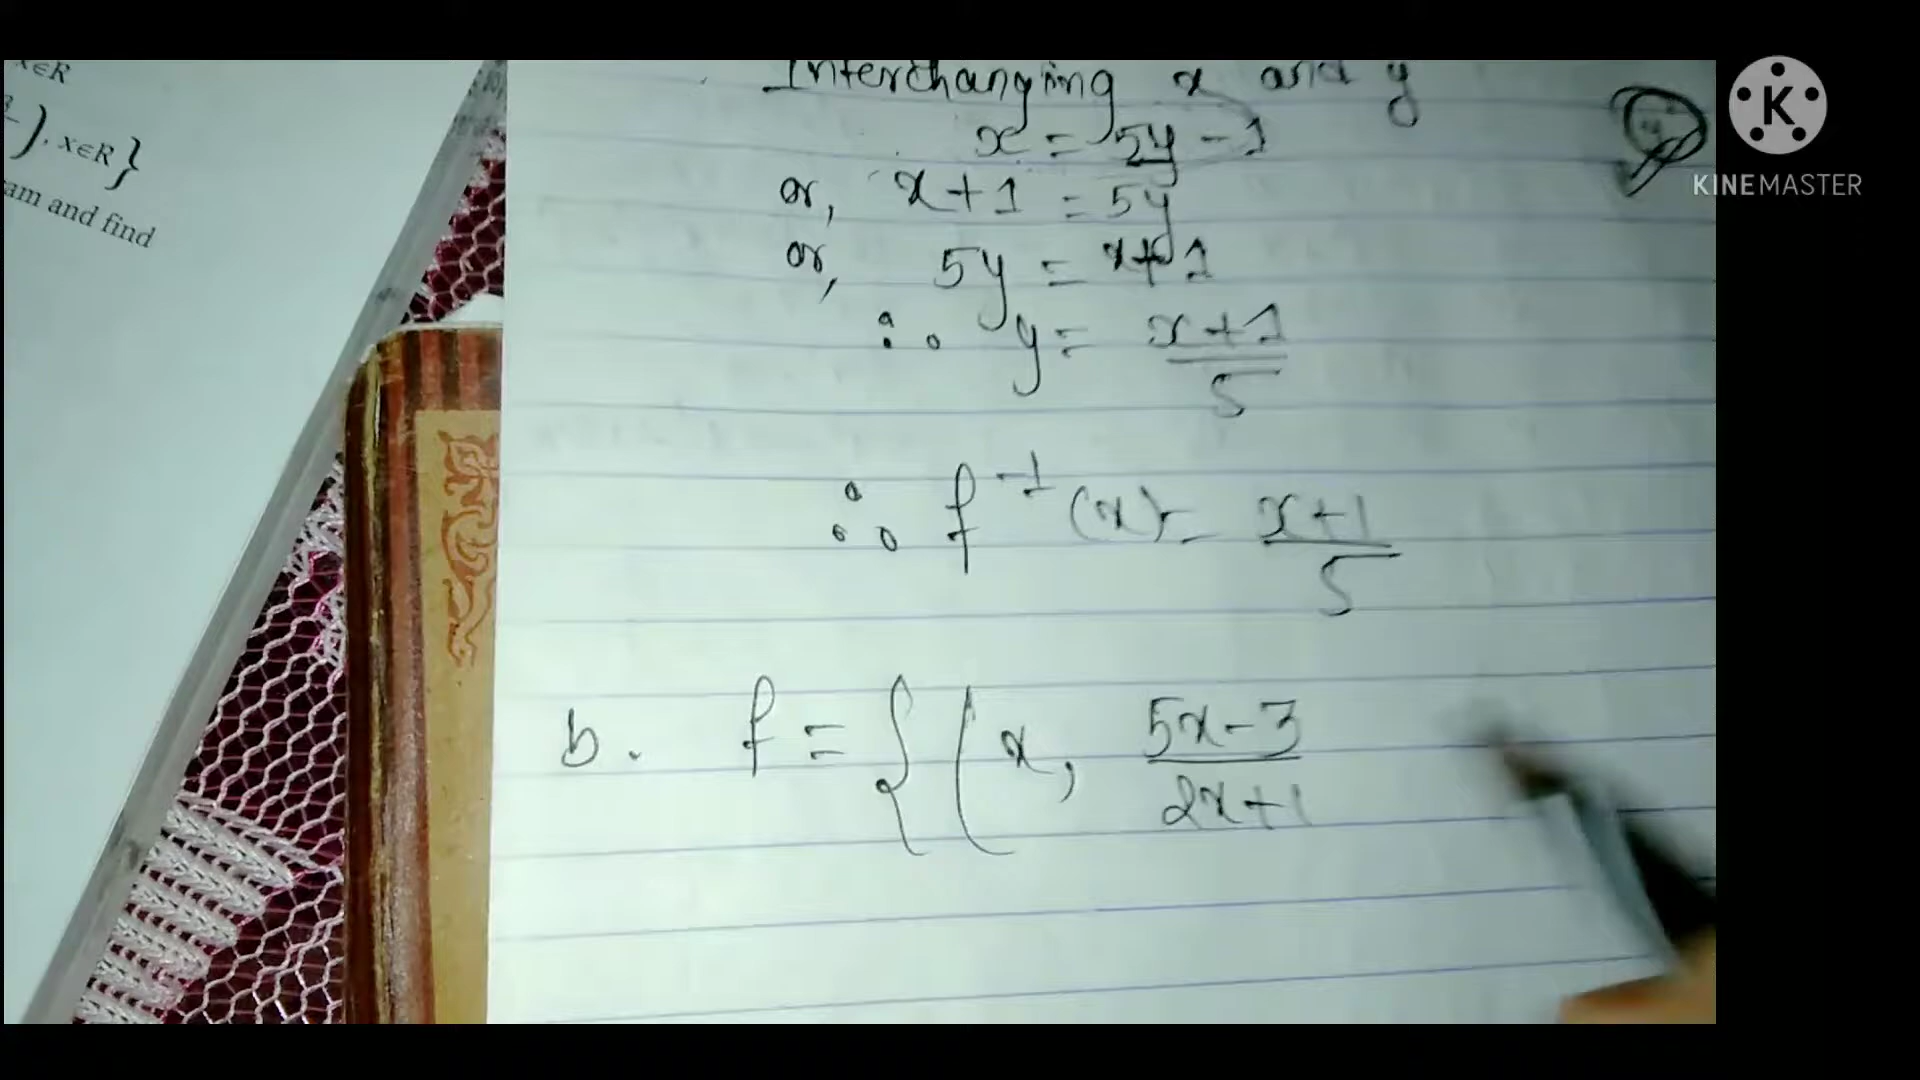 x∈R
), x∈R}
am and find
Interchanging x and y
x = 5y - 1
or, x+1 = 5y
or, 5y = x+1
∴ y = x+1
5
∴ f⁻¹(x) = x+1
5
b. f = { ( x, 5x-3
2x+1
K
KINEMASTER